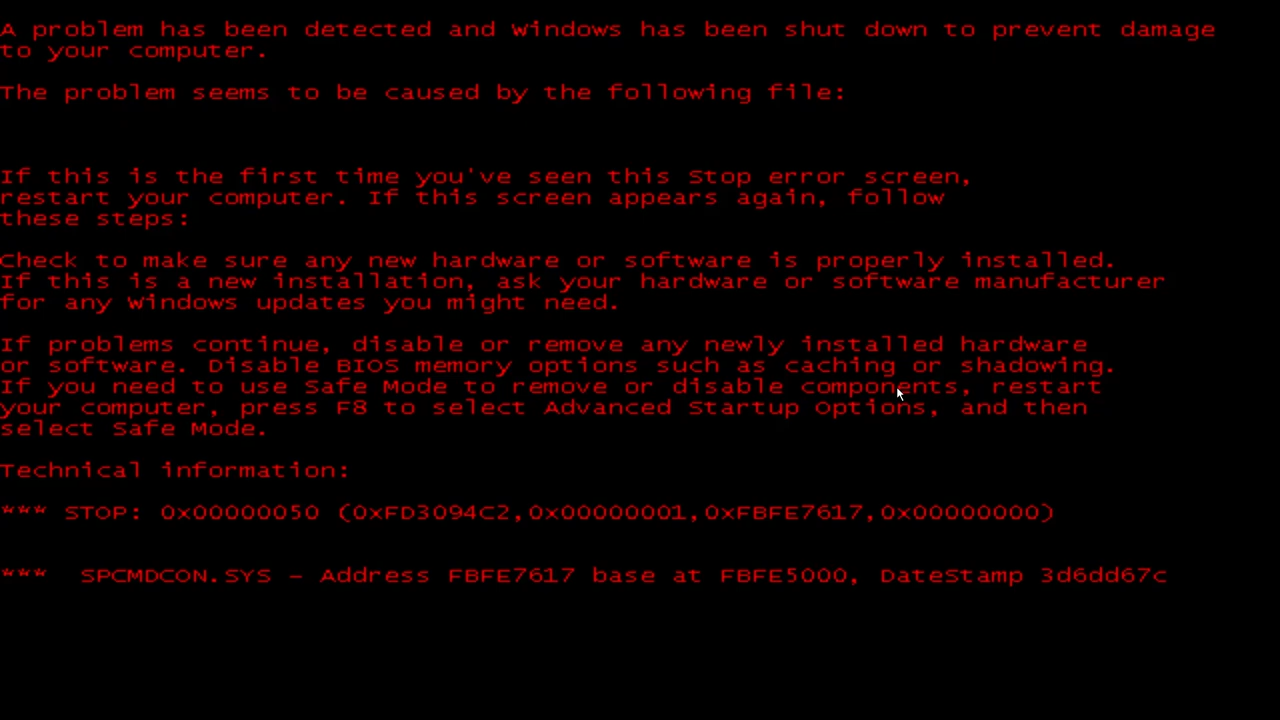 A problem has been detected and Windows has been shut down to prevent damage
to your computer.
The problem seems to be caused by the following file:
If this is the first time you've seen this Stop error screen,
restart your computer. If this screen appears again, follow
these steps:
Check to make sure any new hardware or software is properly installed.
If this is a new installation, ask your hardware or software manufacturer
for any Windows updates you might need.
If problems continue, disable or remove any newly installed hardware
or software. Disable BIOS memory options such as caching or shadowing.
If you need to use Safe Mode to remove or disable components, restart
your computer, press F8 to select Advanced Startup Options, and then
select Safe Mode.
Technical information:
*** STOP: 0x00000050 (0xFD3094C2,0x00000001,0xFBFE7617,0x00000000)
*** SPCMDCON.SYS - Address FBFE7617 base at FBFE5000, DateStamp 3d6dd67c